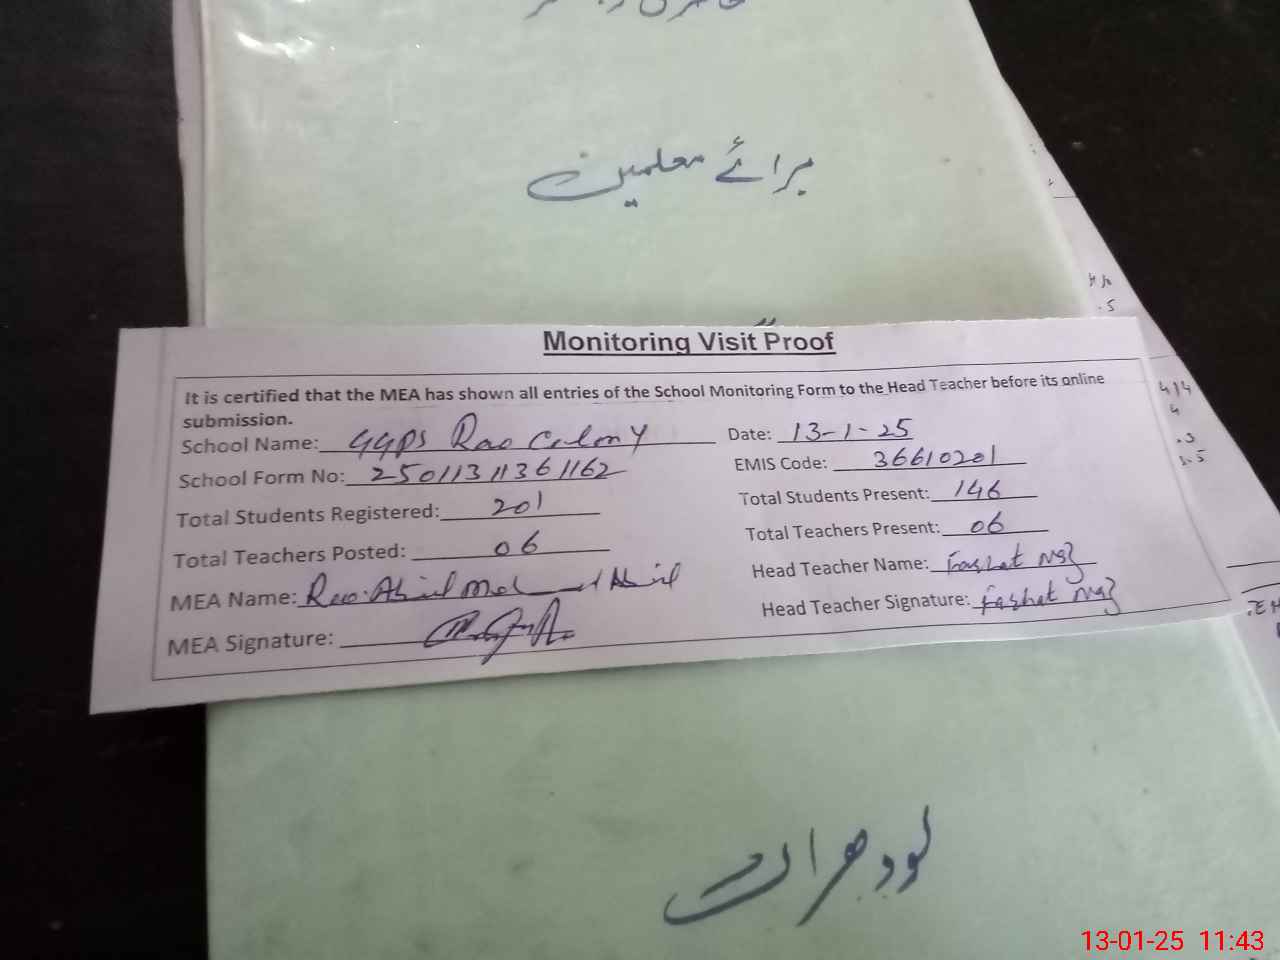 برائے معلمین
Monitoring Visit Proof
It is certified that the MEA has shown all entries of the School Monitoring Form to the Head Teacher before its online
submission.
School Name: GGPS Rao Colony Date: 13-1-25
School Form No: 25011311361162 EMIS Code: 36610201
Total Students Registered: 201 Total Students Present: 146
Total Teachers Posted: 06 Total Teachers Present: 06
MEA Name: Rao Head Teacher Name: Farhat Naz
MEA Signature: Head Teacher Signature: Farhat Naz
لودھراں
13-01-25 11:43